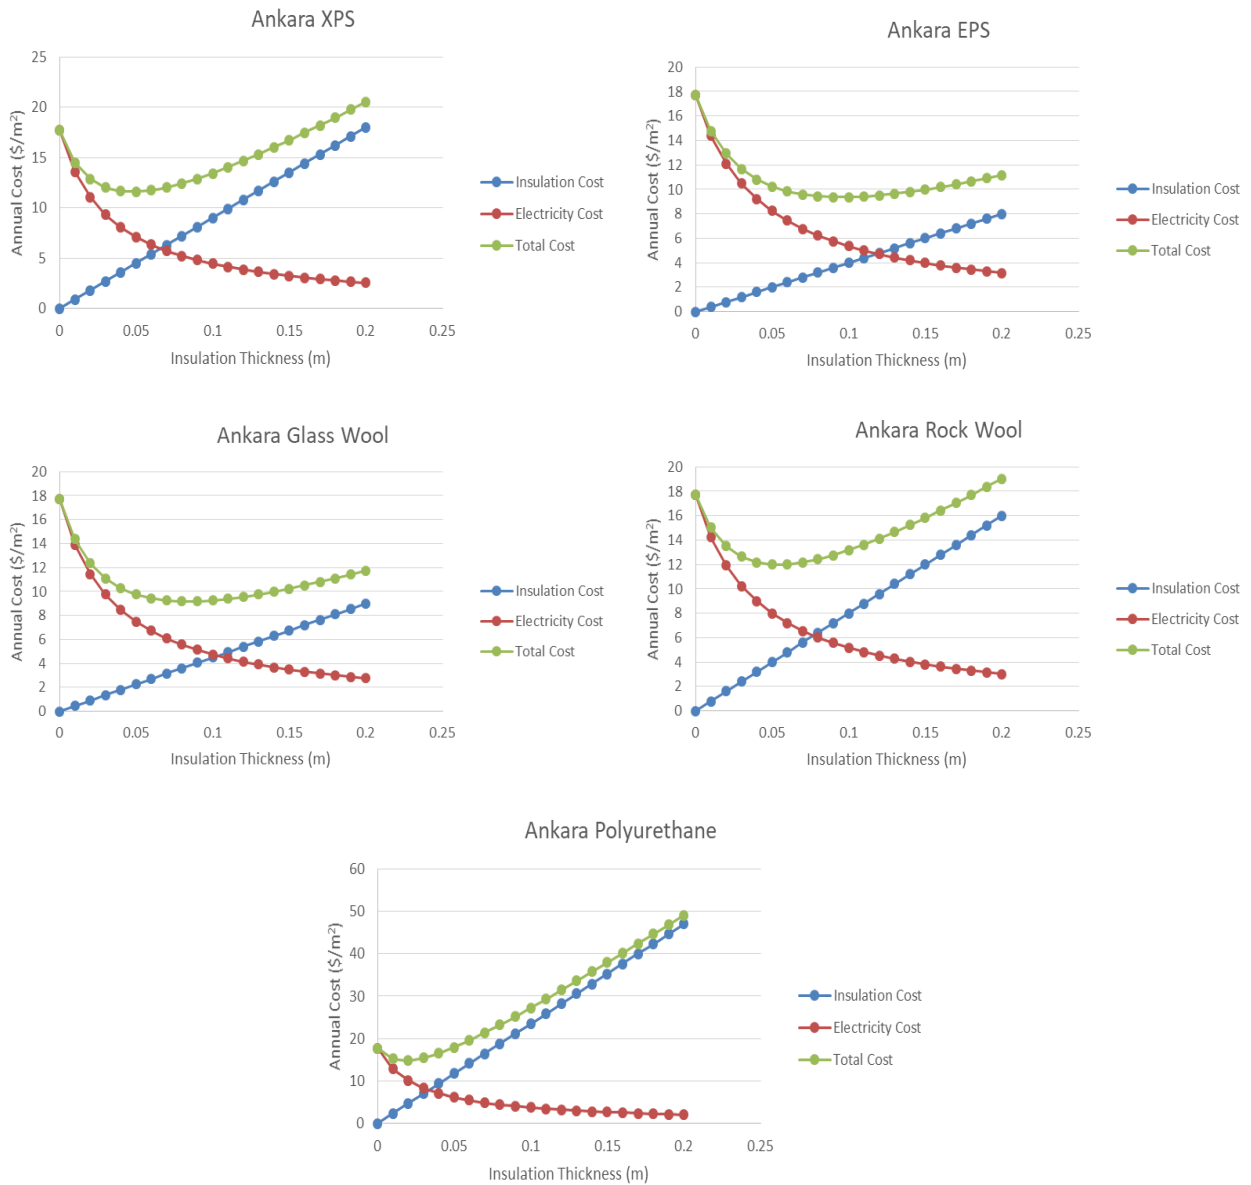 Ankara XPS
25
20
15
10
5
0
0 0.05 0.1 0.15 0.2 0.25
Annual Cost ($/m²)
Insulation Thickness (m)
Insulation Cost
Electricity Cost
Total Cost
Ankara EPS
20
18
16
14
12
10
8
6
4
2
0
0 0.05 0.1 0.15 0.2 0.25
Annual Cost ($/m²)
Insulation Thickness (m)
Insulation Cost
Electricity Cost
Total Cost
Ankara Glass Wool
20
18
16
14
12
10
8
6
4
2
0
0 0.05 0.1 0.15 0.2 0.25
Annual Cost ($/m²)
Insulation Thickness (m)
Insulation Cost
Electricity Cost
Total Cost
Ankara Rock Wool
20
18
16
14
12
10
8
6
4
2
0
0 0.05 0.1 0.15 0.2 0.25
Annual Cost ($/m²)
Insulation Thickness (m)
Insulation Cost
Electricity Cost
Total Cost
Ankara Polyurethane
60
50
40
30
20
10
0
0 0.05 0.1 0.15 0.2 0.25
Annual Cost ($/m²)
Insulation Thickness (m)
Insulation Cost
Electricity Cost
Total Cost